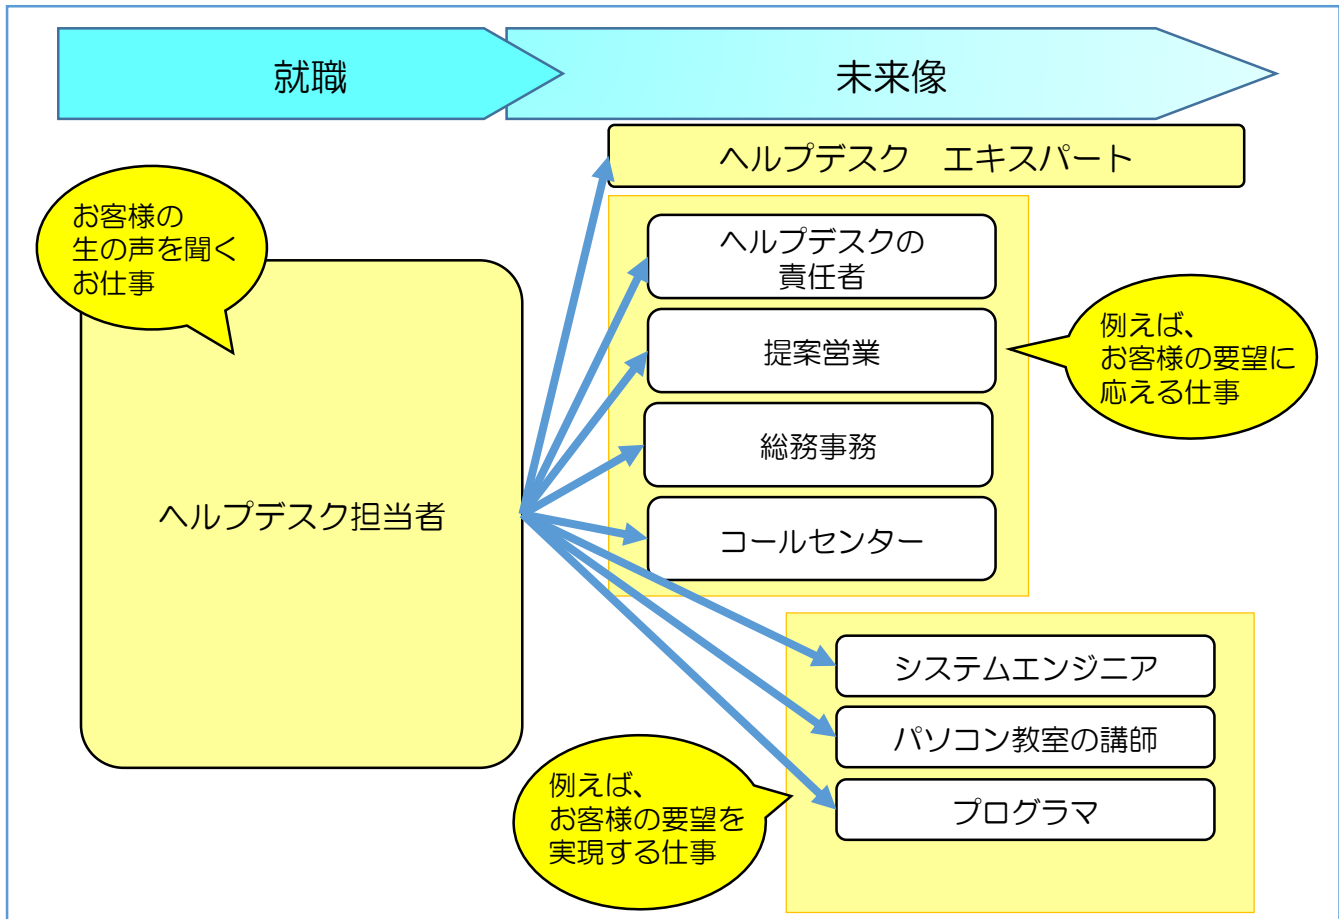 就職
未来像
ヘルプデスク　エキスパート
お客様の
生の声を聞く
お仕事
ヘルプデスク担当者
ヘルプデスクの
責任者
提案営業
総務事務
コールセンター
例えば、
お客様の要望に
応える仕事
システムエンジニア
パソコン教室の講師
プログラマ
例えば、
お客様の要望を
実現する仕事